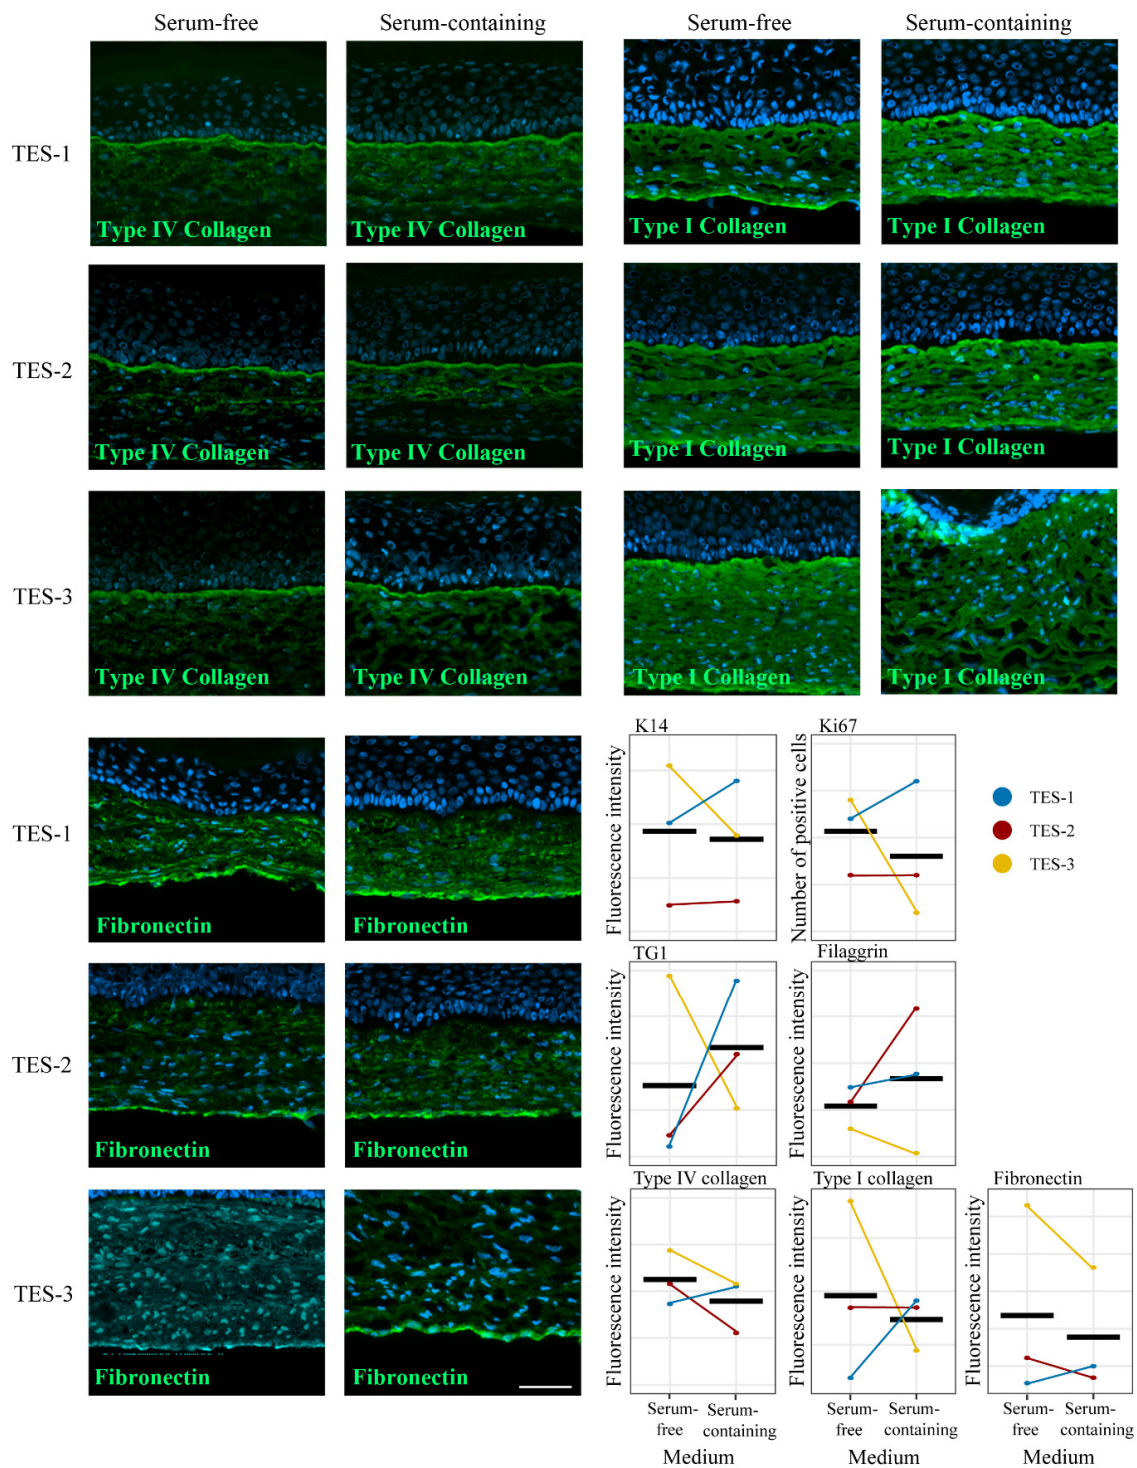 Serum-free Serum-containing Serum-free Serum-containing
TES-1
Type IV Collagen Type IV Collagen Type I Collagen Type I Collagen
TES-2
Type IV Collagen Type IV Collagen Type I Collagen Type I Collagen
TES-3
Type IV Collagen Type IV Collagen Type I Collagen Type I Collagen
TES-1
Fibronectin Fibronectin
TES-2
Fibronectin Fibronectin
TES-3
Fibronectin Fibronectin
K14 Ki67
Fluorescence intensity Number of positive cells
TES-1
TES-2
TES-3
TG1 Filaggrin
Fluorescence intensity Fluorescence intensity
Type IV collagen Type I collagen Fibronectin
Fluorescence intensity Fluorescence intensity Fluorescence intensity
Serum- Serum- Serum- Serum- Serum- Serum-
free containing free containing free containing
Medium Medium Medium